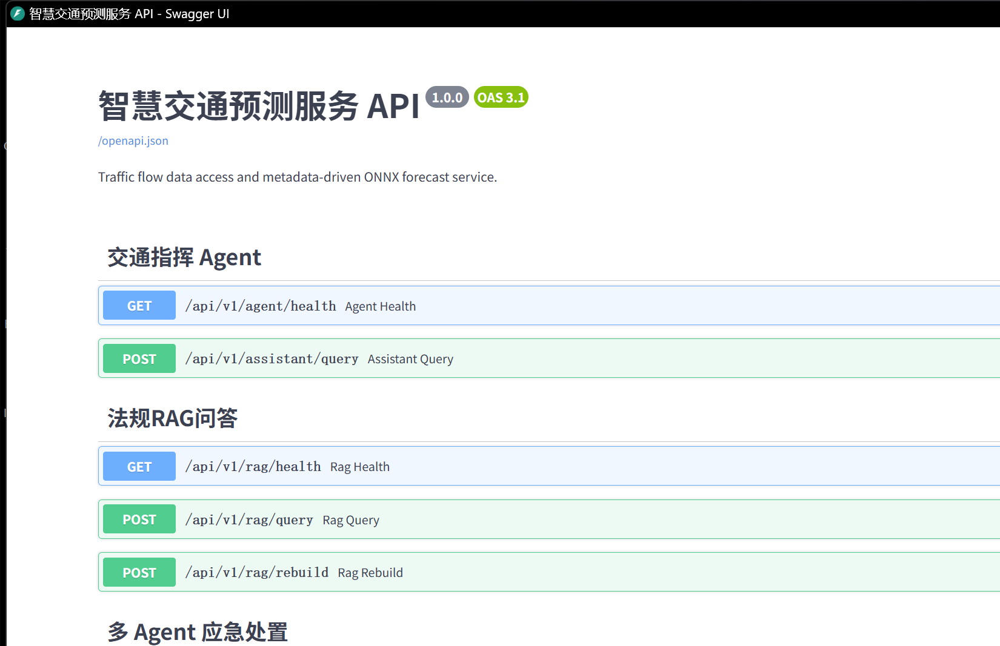 智慧交通预测服务 API - Swagger UI
智慧交通预测服务 API 1.0.0 OAS 3.1
/openapi.json
Traffic flow data access and metadata-driven ONNX forecast service.
交通指挥 Agent
GET /api/v1/agent/health Agent Health
POST /api/v1/assistant/query Assistant Query
法规RAG问答
GET /api/v1/rag/health Rag Health
POST /api/v1/rag/query Rag Query
POST /api/v1/rag/rebuild Rag Rebuild
多 Agent 应急处置